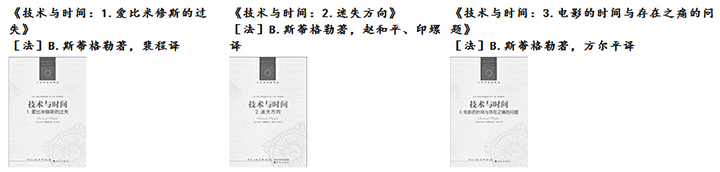 《技术与时间：1.爱比米修斯的过失》
［法］B.斯蒂格勒著，裴程译
技术与时间
1.爱比米修斯的过失
《技术与时间：2.迷失方向》
［法］B.斯蒂格勒著，赵和平、印螺译
技术与时间
2.迷失方向
《技术与时间：3.电影的时间与存在之痛的问题》
［法］B.斯蒂格勒著，方尔平译
技术与时间
3.电影的时间与存在之痛的问题